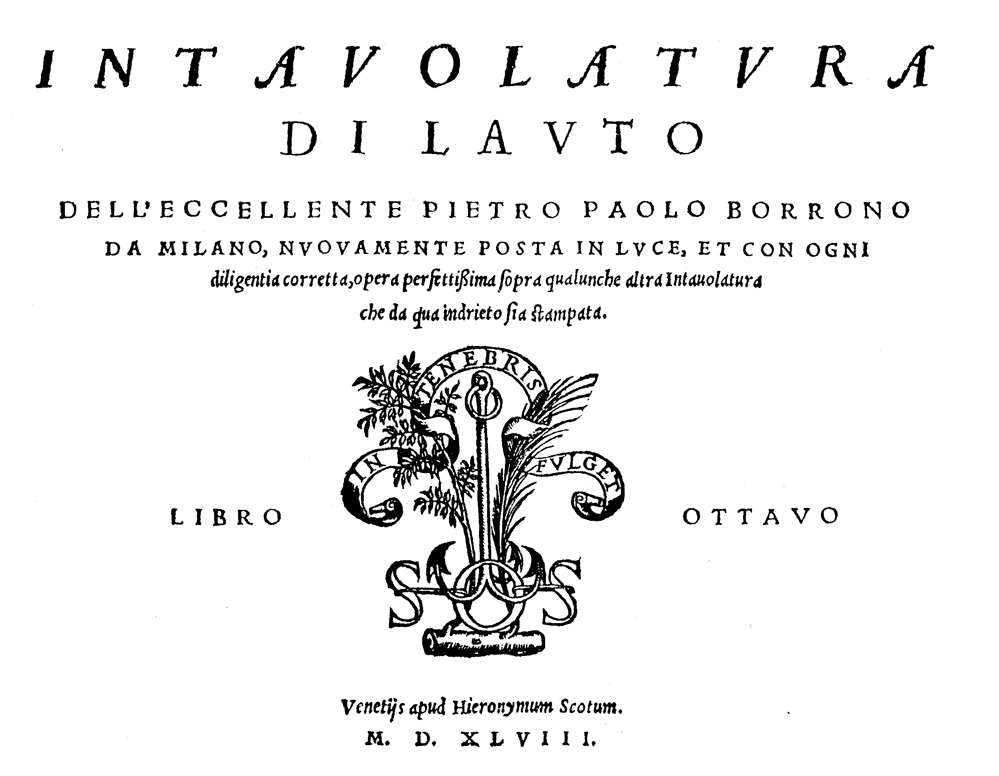 INTAVOLATVRA
DI LAVTO
DELL'ECCELLENTE PIETRO PAOLO BORRONO
DA MILANO, NVOVAMENTE POSTA IN LVCE, ET CON OGNI
diligentia corretta, opera perfettißima ſopra qualunche altra Intauolatura
che da qua indrieto ſia ſtampata.
IN TENEBRIS FVLGET
LIBRO OTTAVO
S O S
Venetijs apud Hieronymum Scotum.
M. D. XLVIII.